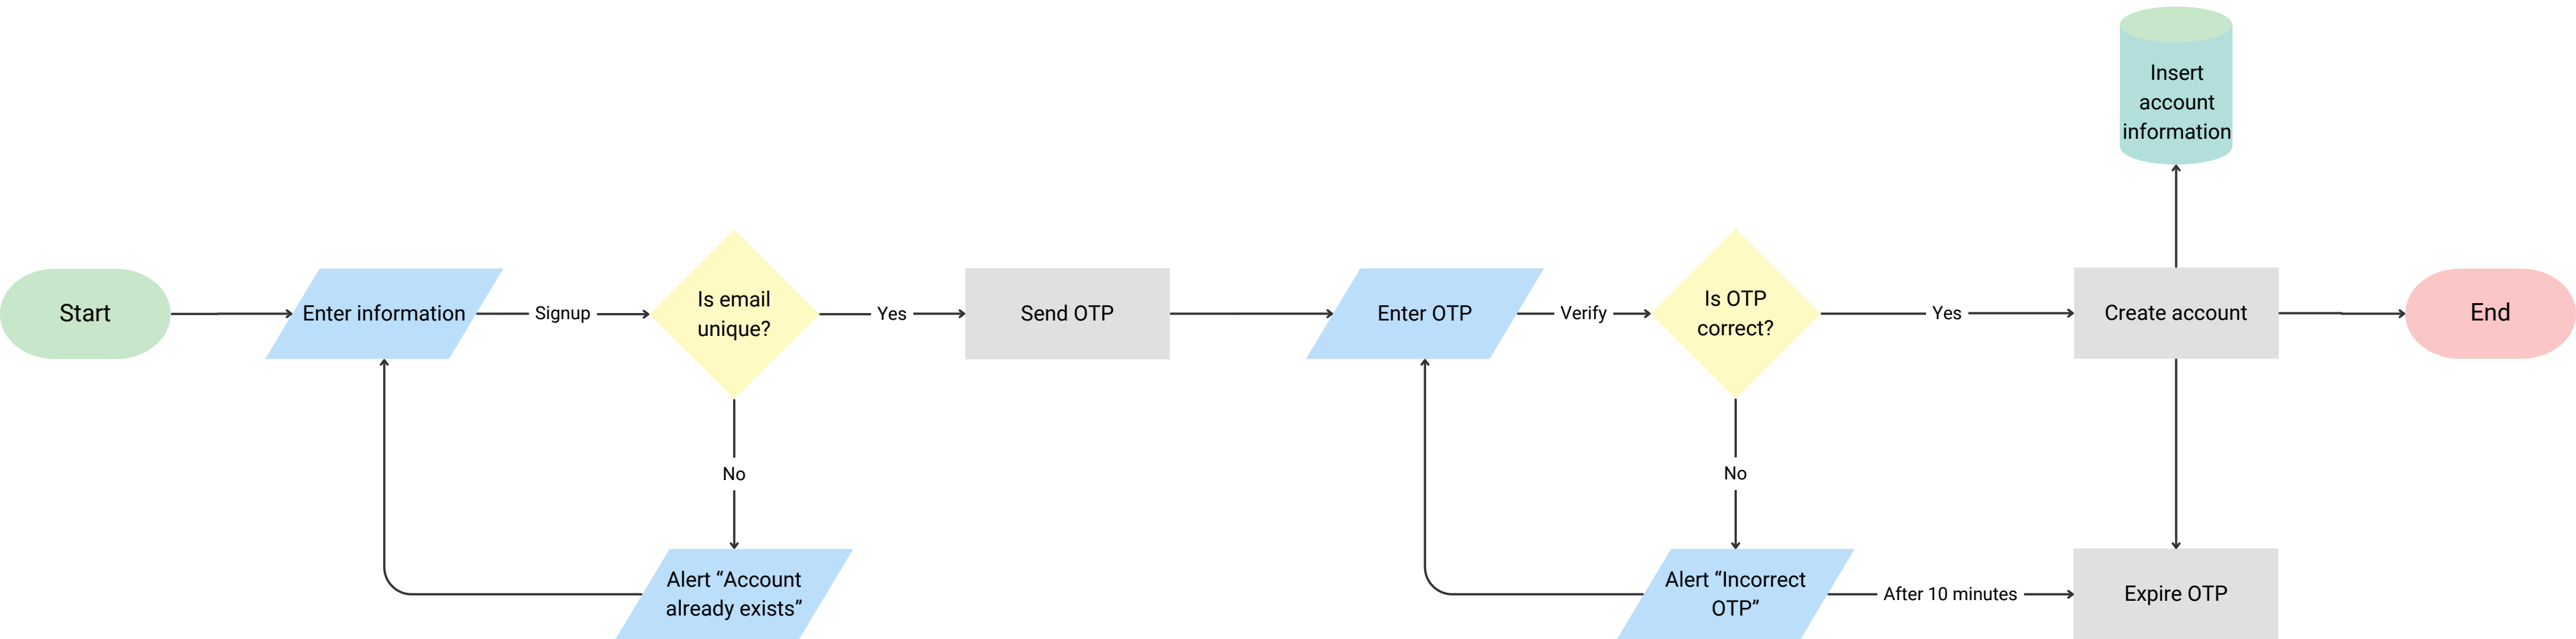 Insert
account
information
Start
Enter information
Signup
Is email
unique?
Yes
Send OTP
Enter OTP
Verify
Is OTP
correct?
Yes
Create account
End
No
No
Alert “Account
already exists”
Alert “Incorrect
OTP”
After 10 minutes
Expire OTP